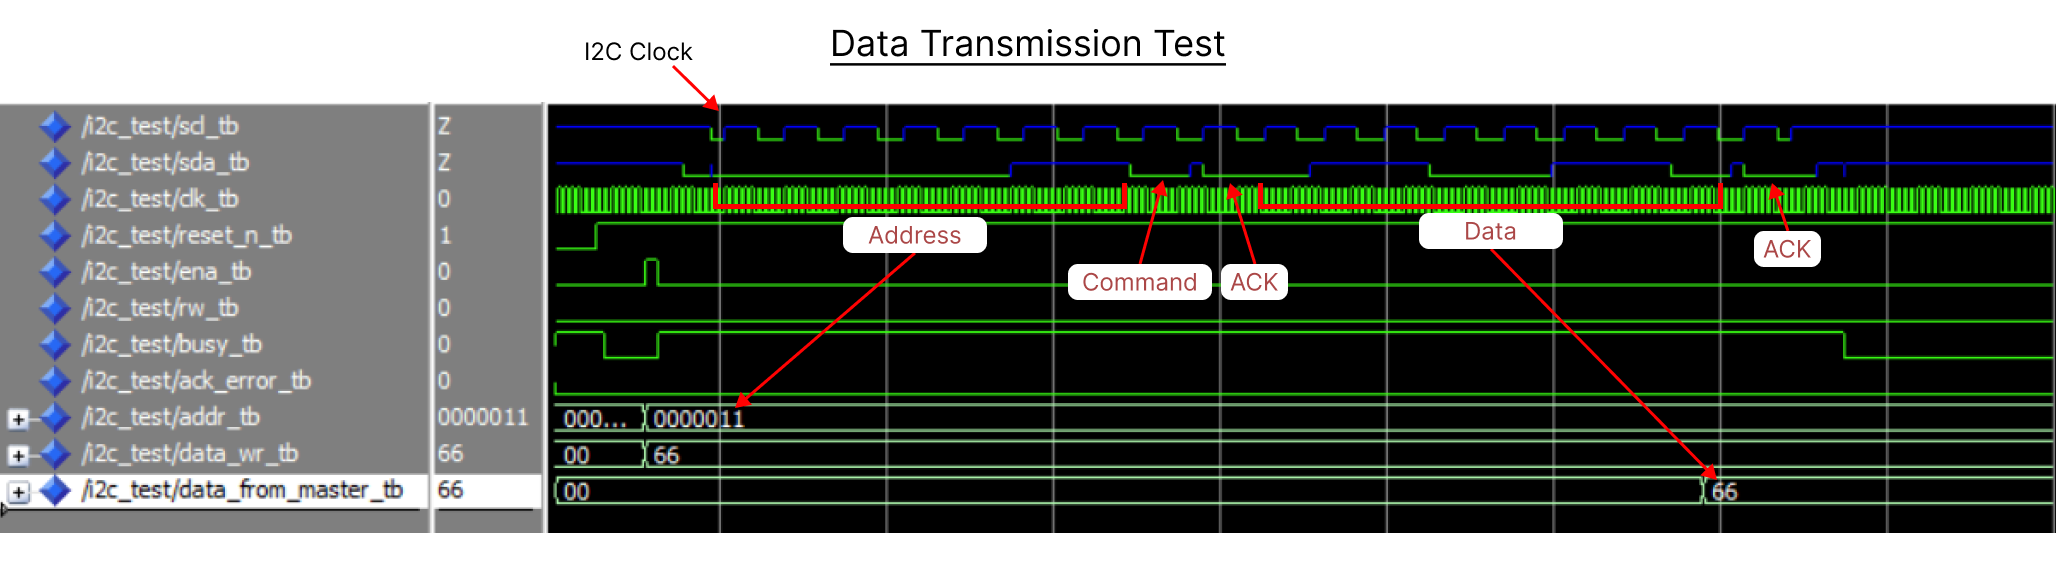 Data Transmission Test
I2C Clock
/i2c_test/scl_tb Z
/i2c_test/sda_tb Z
/i2c_test/clk_tb 0
/i2c_test/reset_n_tb 1
Address
Data
ACK
/i2c_test/ena_tb 0
Command
ACK
/i2c_test/rw_tb 0
/i2c_test/busy_tb 0
/i2c_test/ack_error_tb 0
/i2c_test/addr_tb 0000011 000... 0000011
/i2c_test/data_wr_tb 66 00 66
/i2c_test/data_from_master_tb 66 00 66